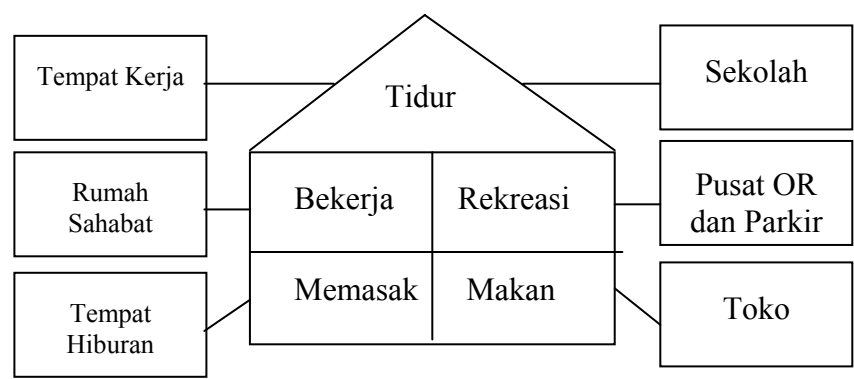 Tempat Kerja
Rumah
Sahabat
Tempat
Hiburan
Tidur
Bekerja
Rekreasi
Memasak
Makan
Sekolah
Pusat OR
dan Parkir
Toko